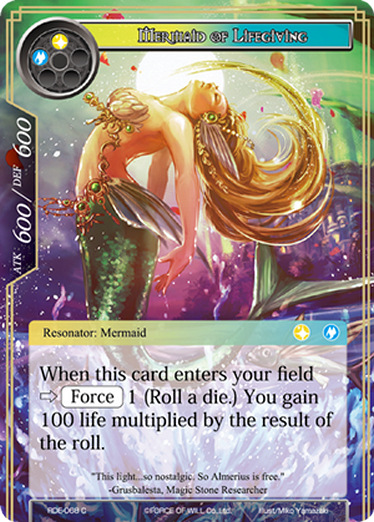 Mermaid of Lifegiving
ATK 600 / DEF 600
Resonator: Mermaid
When this card enters your field
⇨ Force 1 (Roll a die.) You gain
100 life multiplied by the result of
the roll.
"This light...so nostalgic. So Almerius is free."
-Grusbalesta, Magic Stone Researcher
RDE-068 C ©FORCE OF WILL Co.,Ltd. Illust/Miko Yamazaki